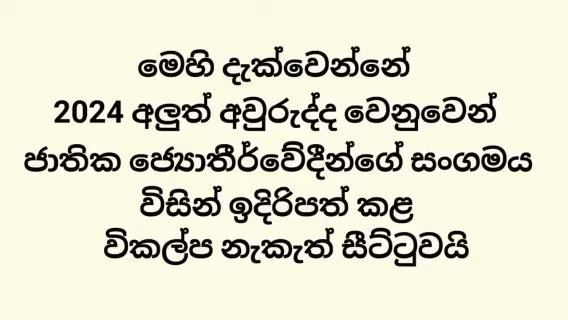 මෙහි දැක්වෙන්නේ
2024 අලුත් අවුරුද්ද වෙනුවෙන්
ජාතික ජ්‍යොතීර්වේදීන්ගේ සංගමය
විසින් ඉදිරිපත් කළ
විකල්ප නැකැත් සීට්ටුවයි